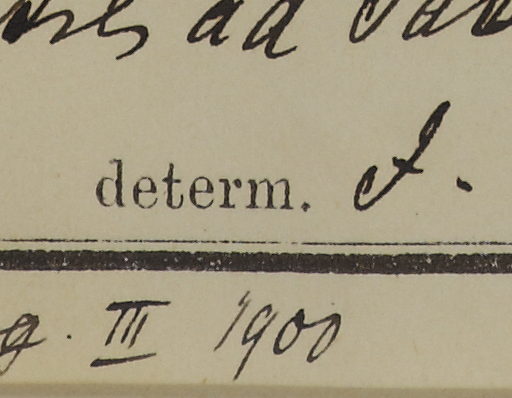 ad
determ. J.
g. III 1900